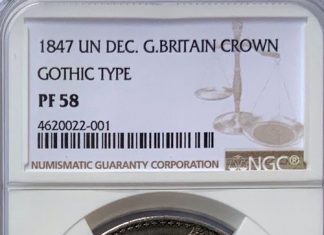 1847 UN DEC. G.BRITAIN CROWN
GOTHIC TYPE
PF 58
4620022-001
NUMISMATIC GUARANTY CORPORATION NGC®